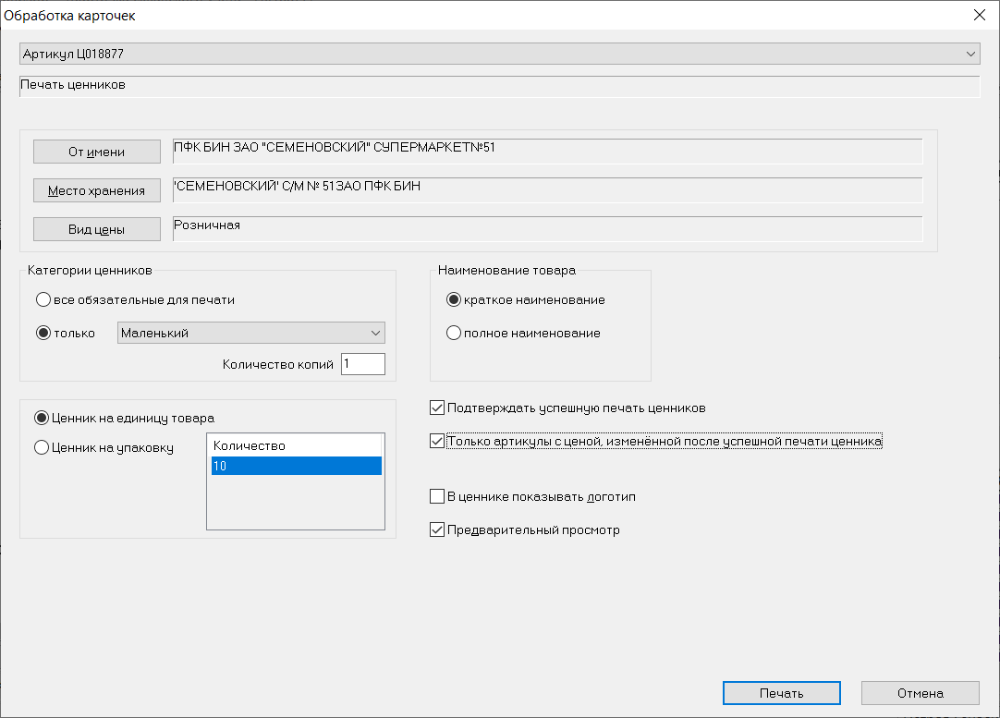 Обработка карточек
Артикул Ц018877
Печать ценников
От имени
ПФК БИН ЗАО "СЕМЕНОВСКИЙ" СУПЕРМАРКЕТ№51
Место хранения
'СЕМЕНОВСКИЙ' С/М № 51ЗАО ПФК БИН
Вид цены
Розничная
Категории ценников
все обязательные для печати
только
Маленький
Количество копий
1
Наименование товара
краткое наименование
полное наименование
Ценник на единицу товара
Ценник на упаковку
Количество
10
Подтверждать успешную печать ценников
Только артикулы с ценой, изменённой после успешной печати ценника
В ценнике показывать логотип
Предварительный просмотр
Печать
Отмена